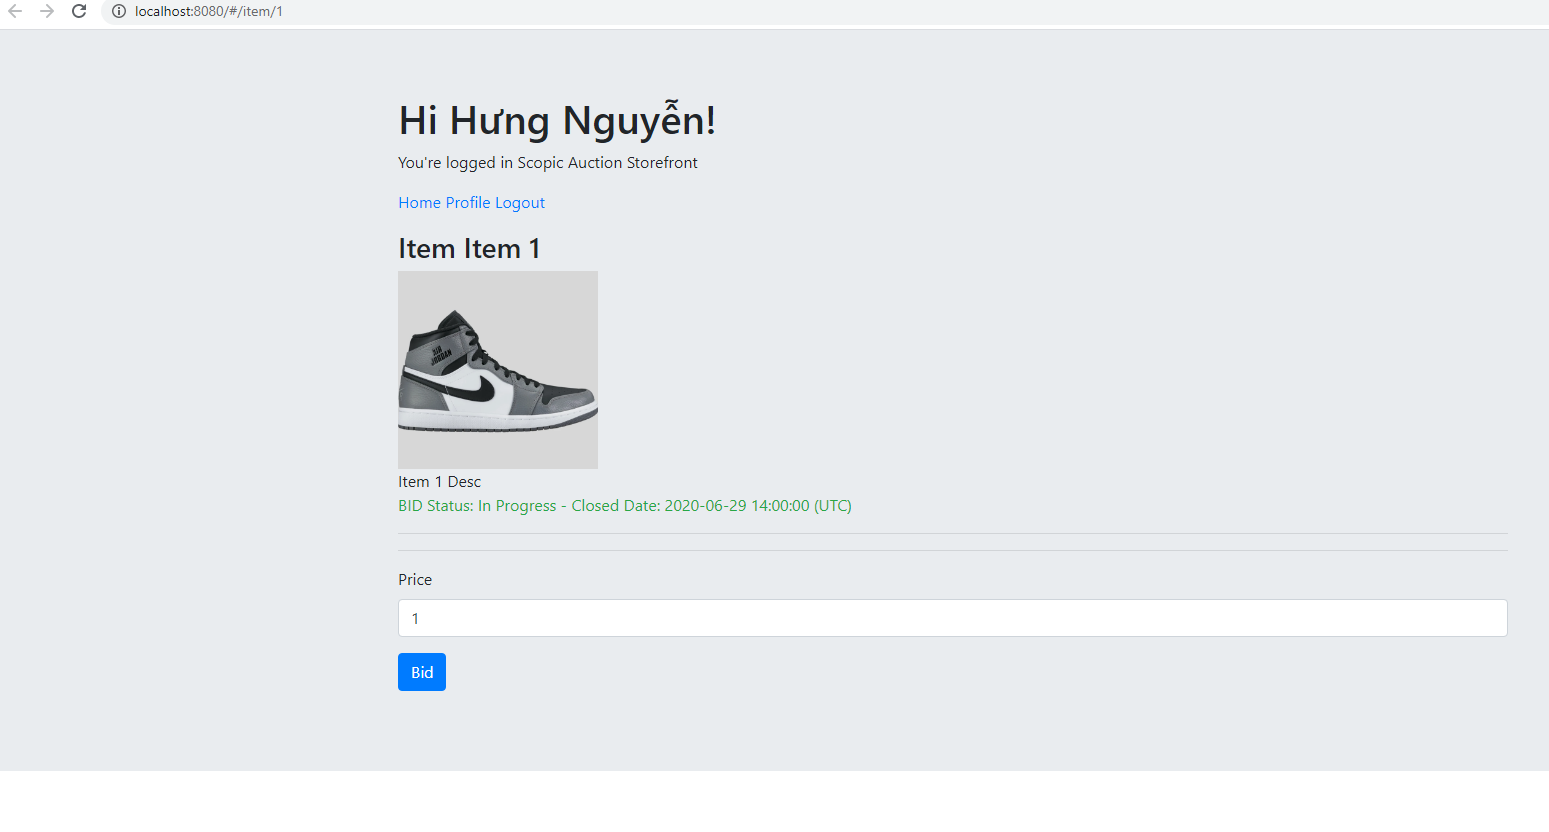 localhost:8080/#/item/1
Hi Hưng Nguyễn!
You're logged in Scopic Auction Storefront
Home Profile Logout
Item Item 1
AIR
JORDAN
Item 1 Desc
BID Status: In Progress - Closed Date: 2020-06-29 14:00:00 (UTC)
Price
1
Bid